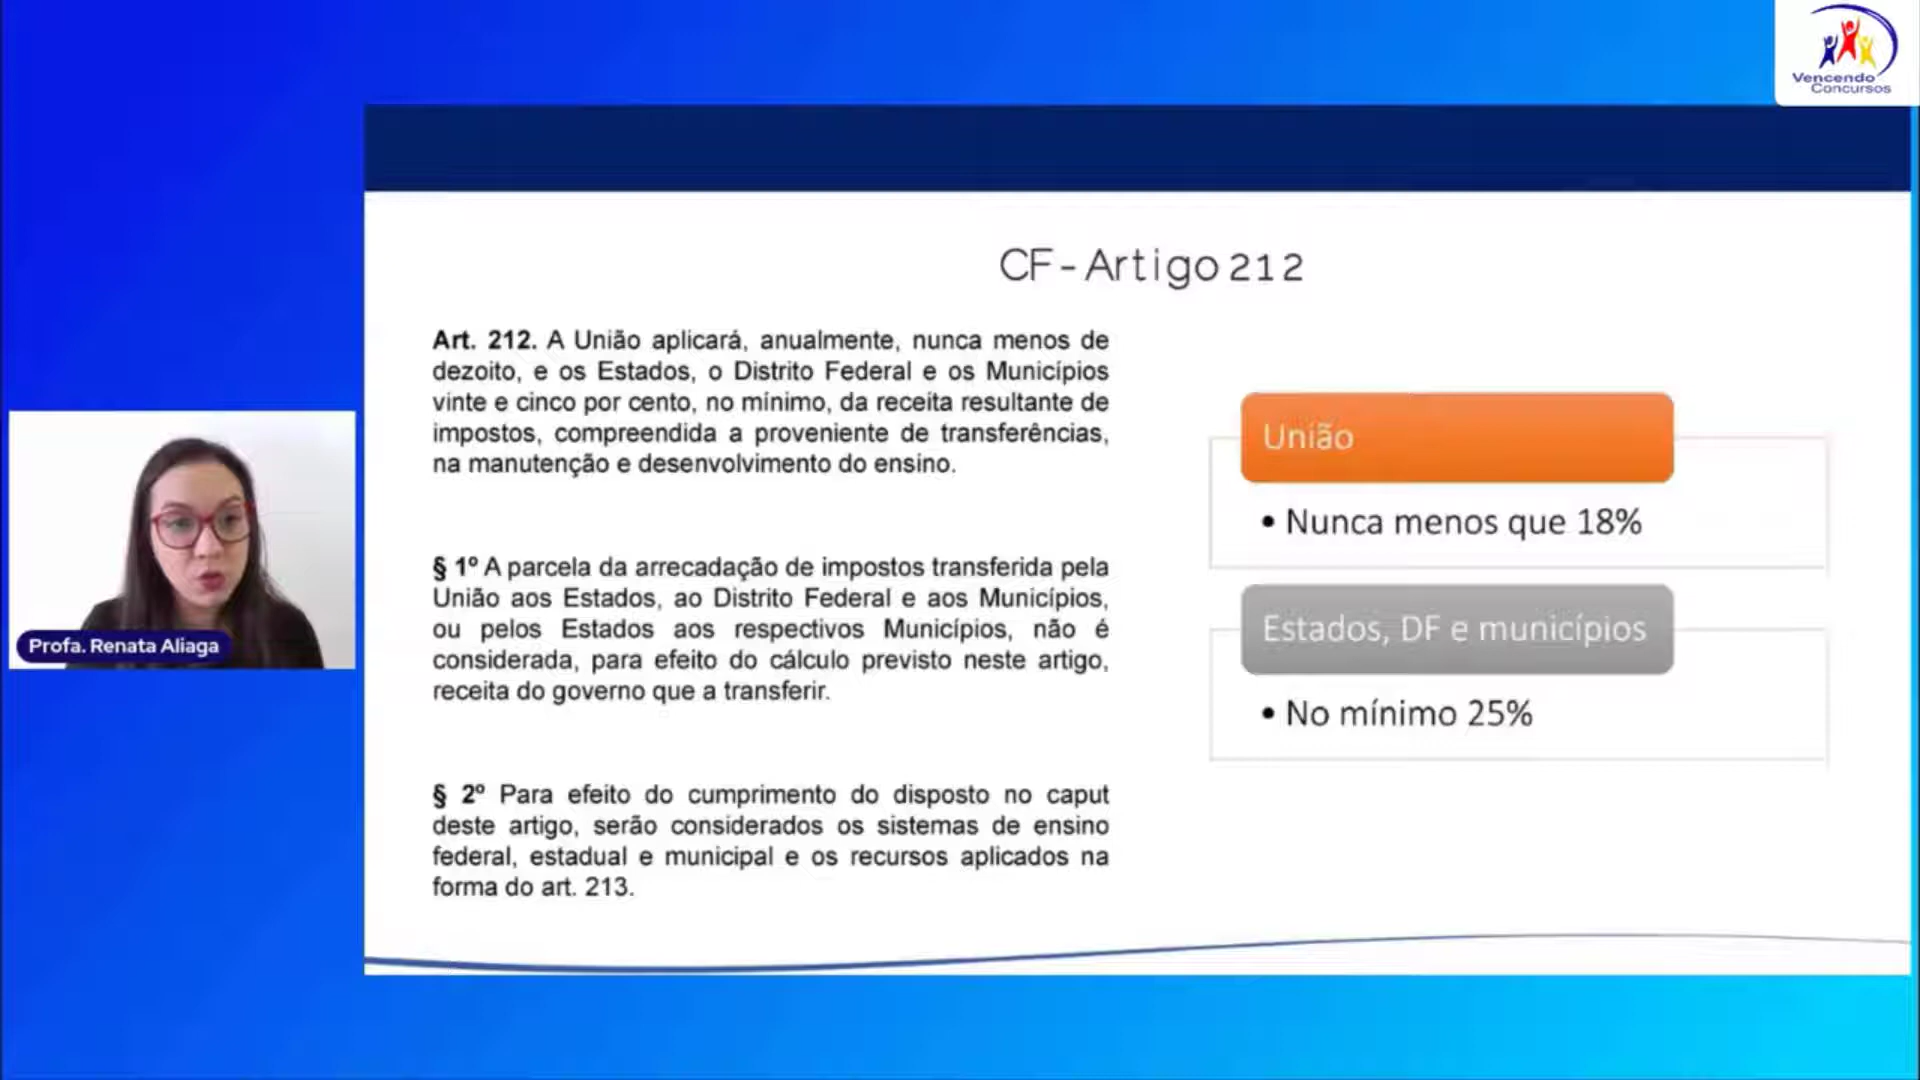 Vencendo
Concursos
CF - Artigo 212
Art. 212. A União aplicará, anualmente, nunca menos de
dezoito, e os Estados, o Distrito Federal e os Municípios
vinte e cinco por cento, no mínimo, da receita resultante de
impostos, compreendida a proveniente de transferências,
na manutenção e desenvolvimento do ensino.
§ 1º A parcela da arrecadação de impostos transferida pela
União aos Estados, ao Distrito Federal e aos Municípios,
ou pelos Estados aos respectivos Municípios, não é
considerada, para efeito do cálculo previsto neste artigo,
receita do governo que a transferir.
§ 2º Para efeito do cumprimento do disposto no caput
deste artigo, serão considerados os sistemas de ensino
federal, estadual e municipal e os recursos aplicados na
forma do art. 213.
União
• Nunca menos que 18%
Estados, DF e municípios
• No mínimo 25%
Profa. Renata Aliaga